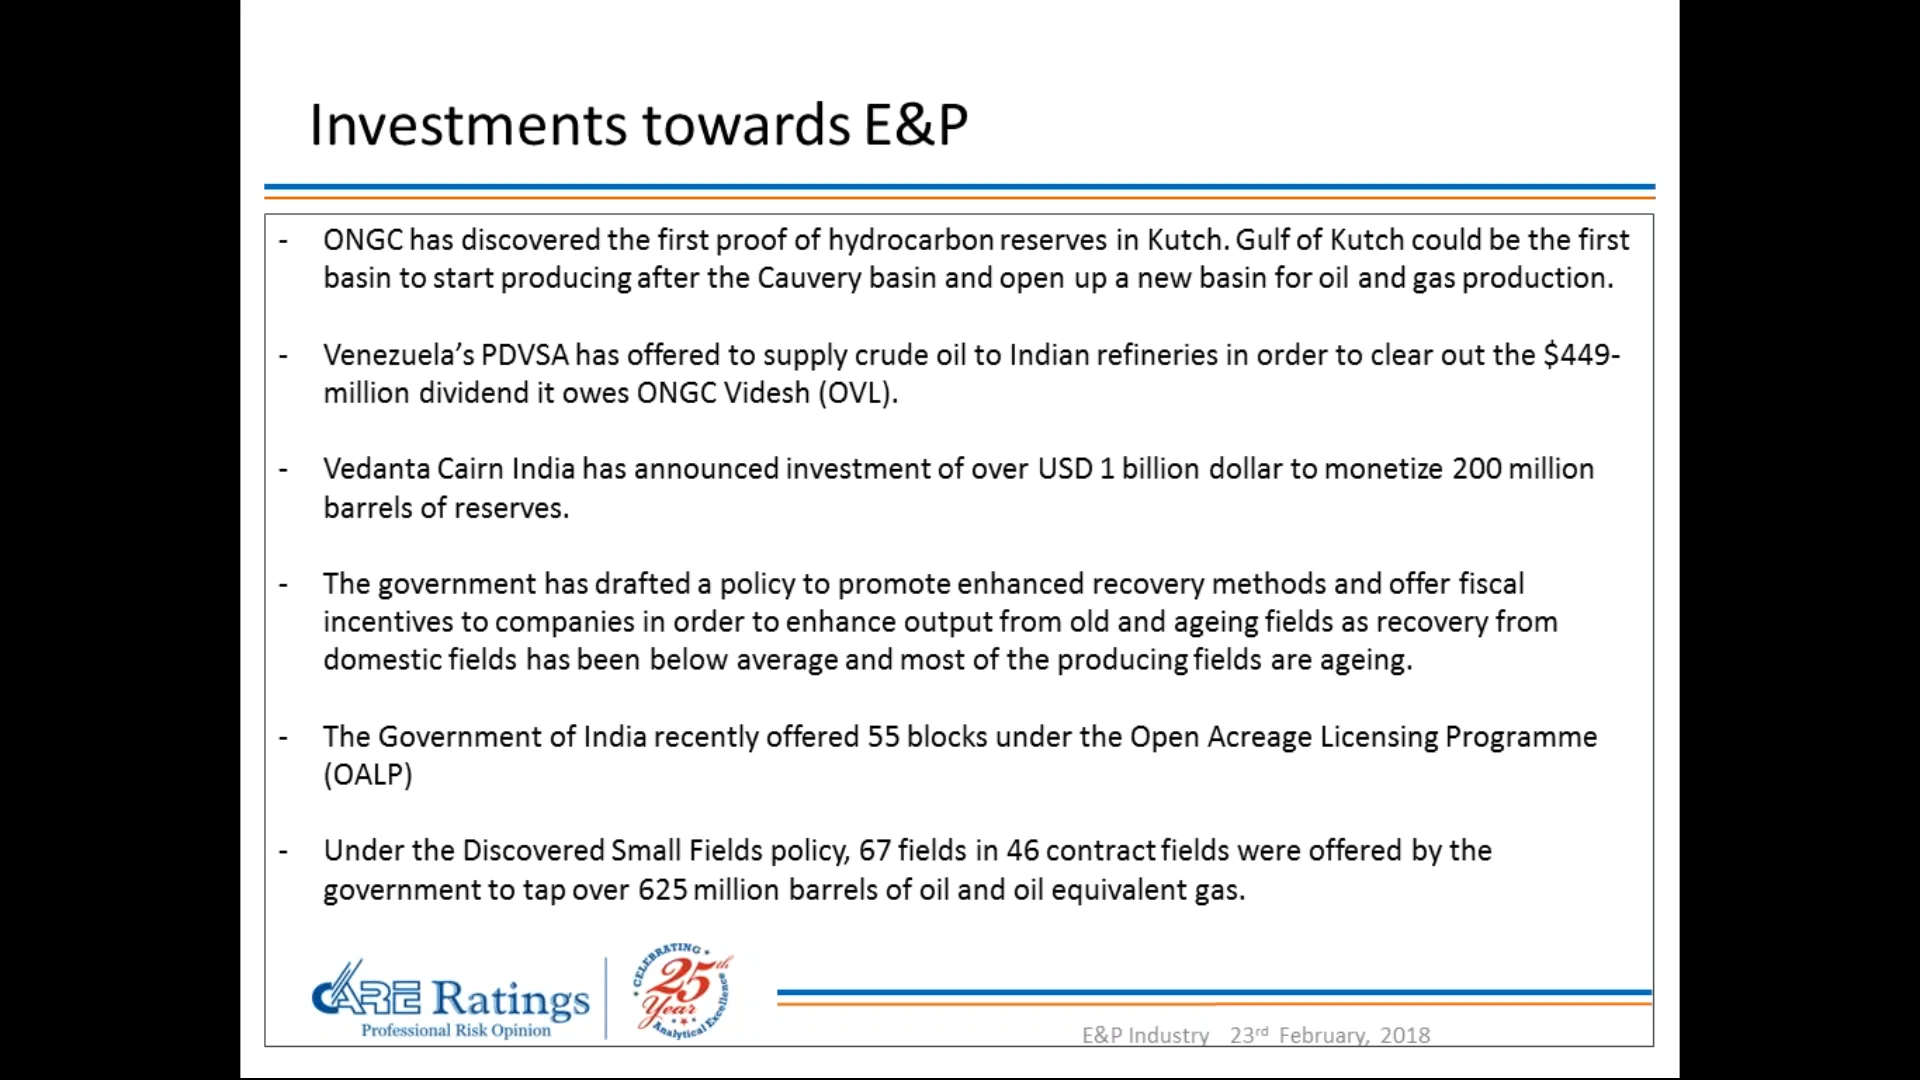 Investments towards E&P
- ONGC has discovered the first proof of hydrocarbon reserves in Kutch. Gulf of Kutch could be the first
basin to start producing after the Cauvery basin and open up a new basin for oil and gas production.
- Venezuela’s PDVSA has offered to supply crude oil to Indian refineries in order to clear out the $449-
million dividend it owes ONGC Videsh (OVL).
- Vedanta Cairn India has announced investment of over USD 1 billion dollar to monetize 200 million
barrels of reserves.
- The government has drafted a policy to promote enhanced recovery methods and offer fiscal
incentives to companies in order to enhance output from old and ageing fields as recovery from
domestic fields has been below average and most of the producing fields are ageing.
- The Government of India recently offered 55 blocks under the Open Acreage Licensing Programme
(OALP)
- Under the Discovered Small Fields policy, 67 fields in 46 contract fields were offered by the
government to tap over 625 million barrels of oil and oil equivalent gas.
CARE Ratings
Professional Risk Opinion
CELEBRATING
25th
Year
Analytical Excellence
E&P Industry 23rd February, 2018